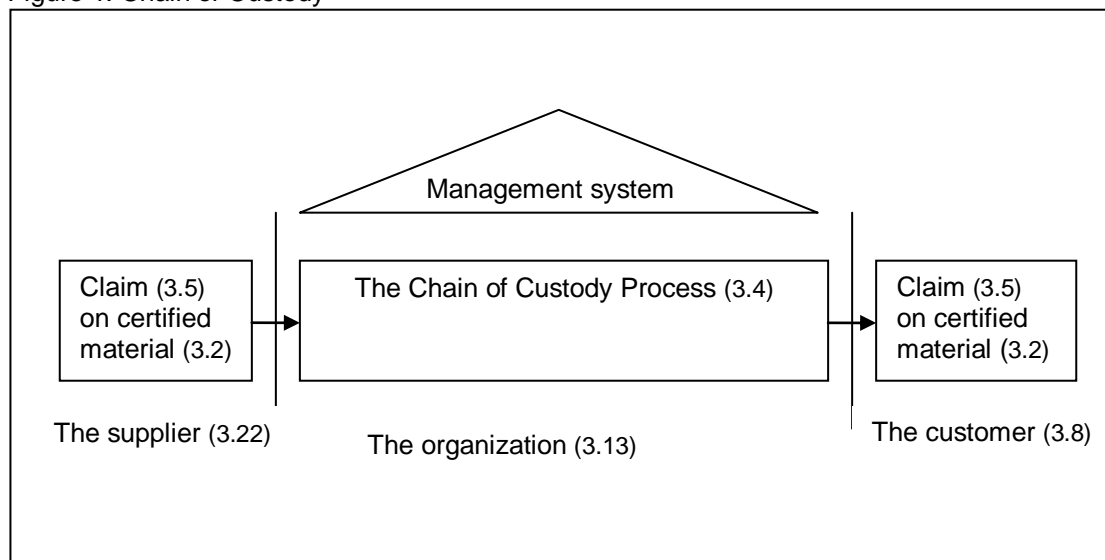 Figure Chain of Custody
Management system
Claim (3.5)
on certified
material (3.2)
The Chain of Custody Process (3.4)
Claim (3.5)
on certified
material (3.2)
The supplier (3.22)
The organization (3.13)
The customer (3.8)